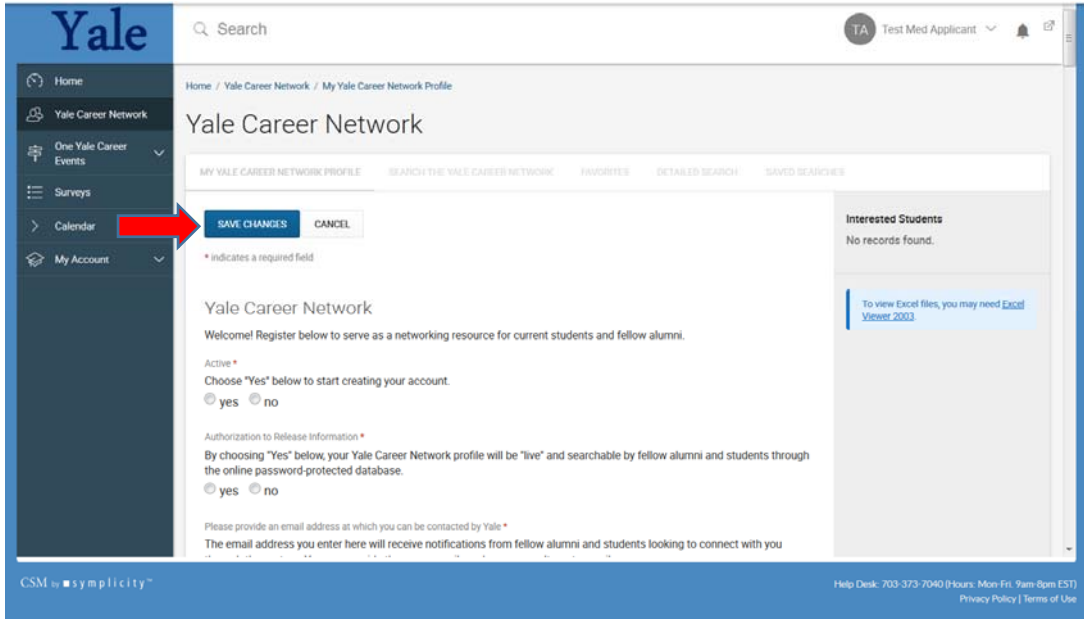 Yale
Search
TA Test Med Applicant
Home
Yale Career Network
One Yale Career
Events
Surveys
Calendar
My Account
Home / Yale Career Network / My Yale Career Network Profile
Yale Career Network
MY YALE CAREER NETWORK PROFILE SEARCH THE YALE CAREER NETWORK FAVORITES DETAILED SEARCH SAVED SEARCHES
SAVE CHANGES CANCEL
* indicates a required field
Yale Career Network
Welcome! Register below to serve as a networking resource for current students and fellow alumni.
Active *
Choose "Yes" below to start creating your account.
yes no
Authorization to Release Information *
By choosing "Yes" below, your Yale Career Network profile will be "live" and searchable by fellow alumni and students through
the online password-protected database.
yes no
Please provide an email address at which you can be contacted by Yale *
The email address you enter here will receive notifications from fellow alumni and students looking to connect with you
Interested Students
No records found.
To view Excel files, you may need Excel
Viewer 2003.
CSM by symplicity™
Help Desk: 703-373-7040 (Hours: Mon-Fri. 9am-8pm EST)
Privacy Policy | Terms of Use